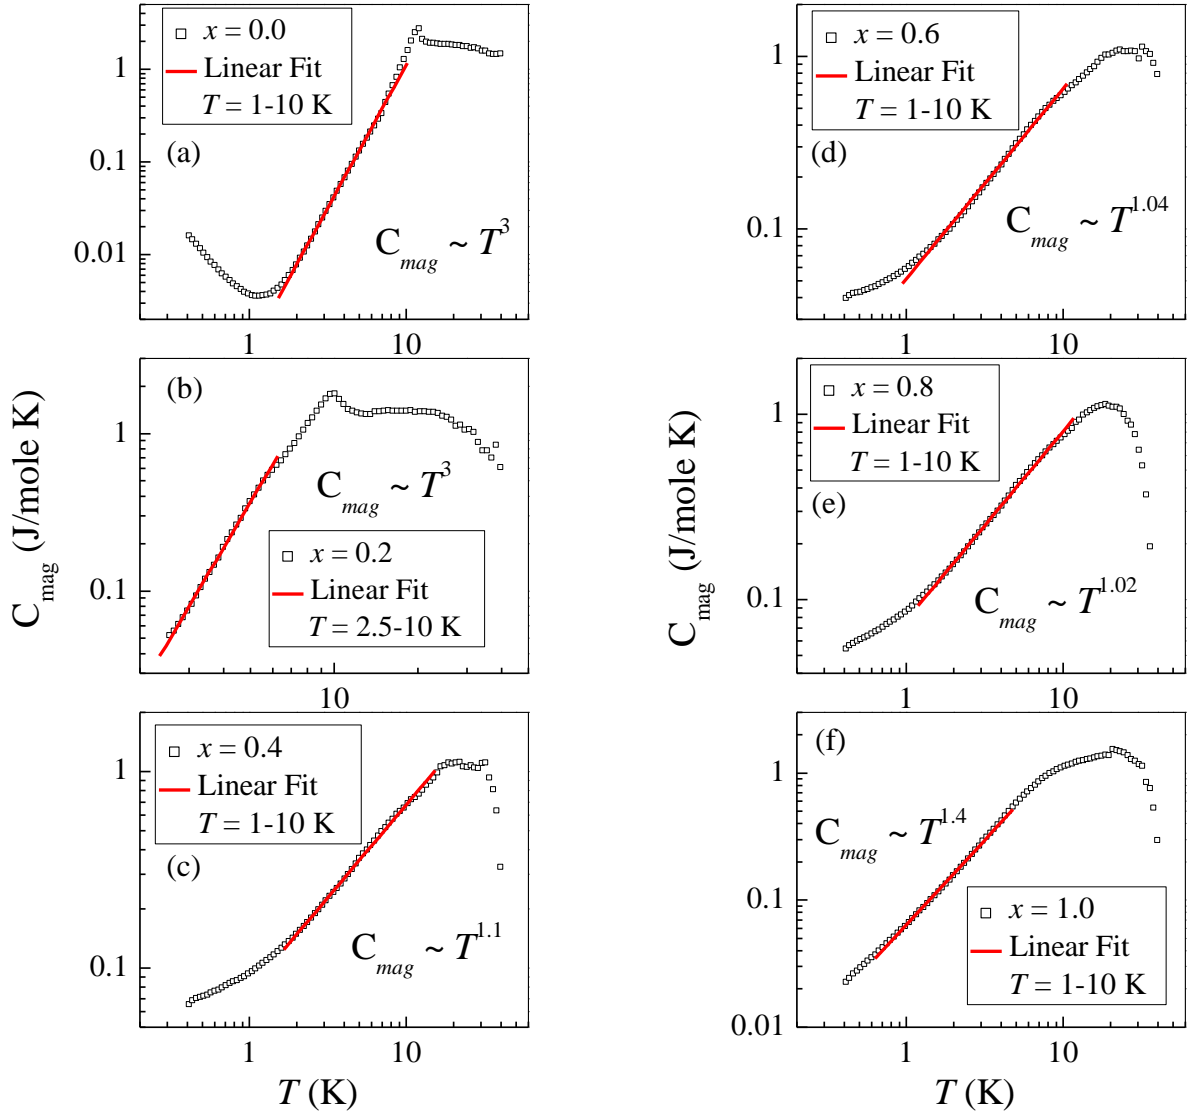 x = 0.0
Linear Fit
T = 1-10 K
(a)
C_mag ~ T^3
1
0.1
0.01
1
10
x = 0.6
Linear Fit
T = 1-10 K
(d)
C_mag ~ T^1.04
1
0.1
1
10
(b)
C_mag ~ T^3
x = 0.2
Linear Fit
T = 2.5-10 K
1
0.1
10
C_mag (J/mole K)
x = 0.8
Linear Fit
T = 1-10 K
(e)
C_mag ~ T^1.02
1
0.1
1
10
C_mag (J/mole K)
x = 0.4
Linear Fit
T = 1-10 K
(c)
C_mag ~ T^1.1
1
0.1
1
10
T (K)
(f)
C_mag ~ T^1.4
x = 1.0
Linear Fit
T = 1-10 K
1
0.1
0.01
1
10
T (K)